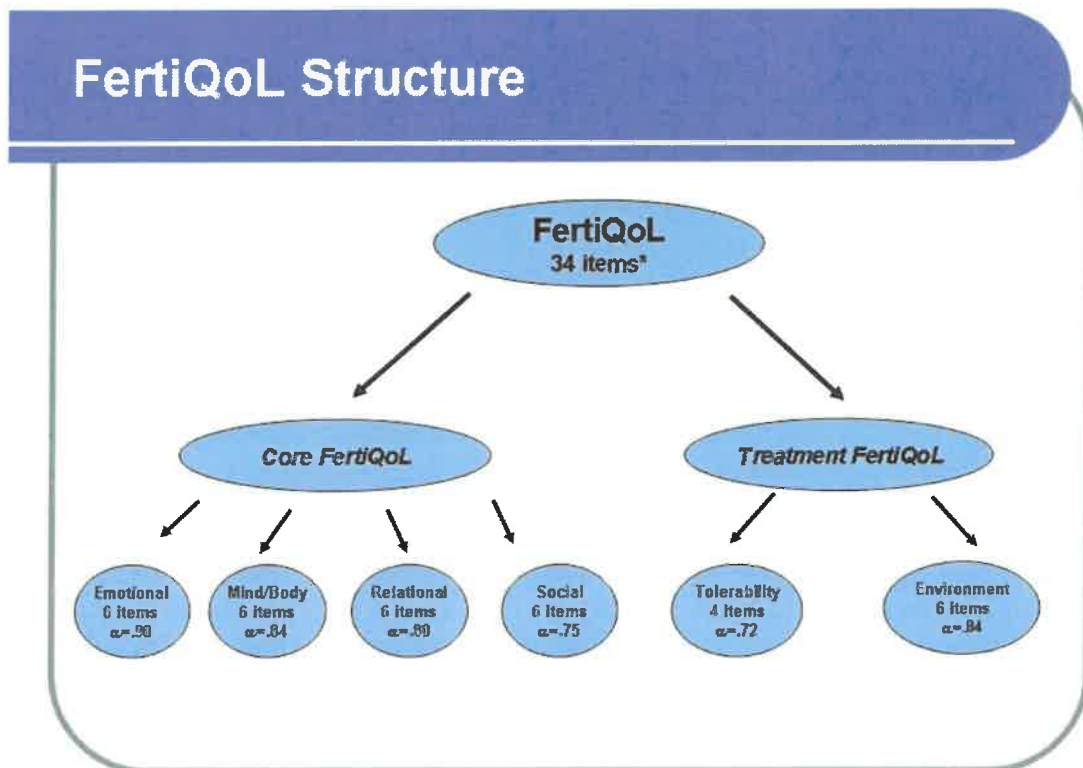 FertiQoL Structure
FertiQoL
34 items*
Core FertiQoL
Treatment FertiQoL
Emotional
6 items
α=.90
Mind/Body
6 items
α=.84
Relational
6 items
α=.80
Social
6 items
α=.75
Tolerability
4 items
α=.72
Environment
6 items
α=.84